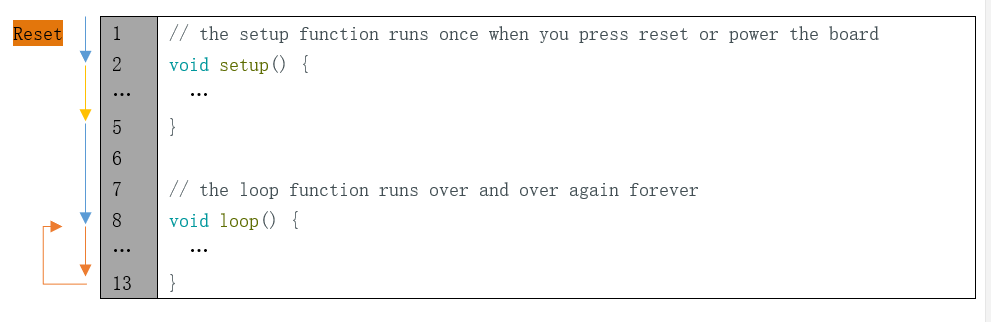 Reset 1 // the setup function runs once when you press reset or power the board
2 void setup() {
... ...
5 }
6
7 // the loop function runs over and over again forever
8 void loop() {
... ...
13 }